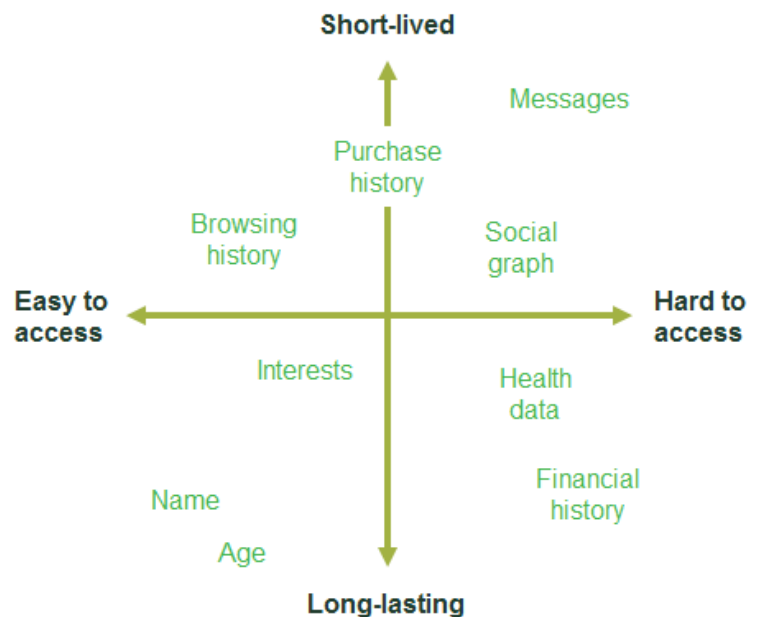 Short-lived
Messages
Purchase
history
Browsing
history
Social
graph
Easy to
access
Hard to
access
Interests
Health
data
Financial
history
Name
Age
Long-lasting